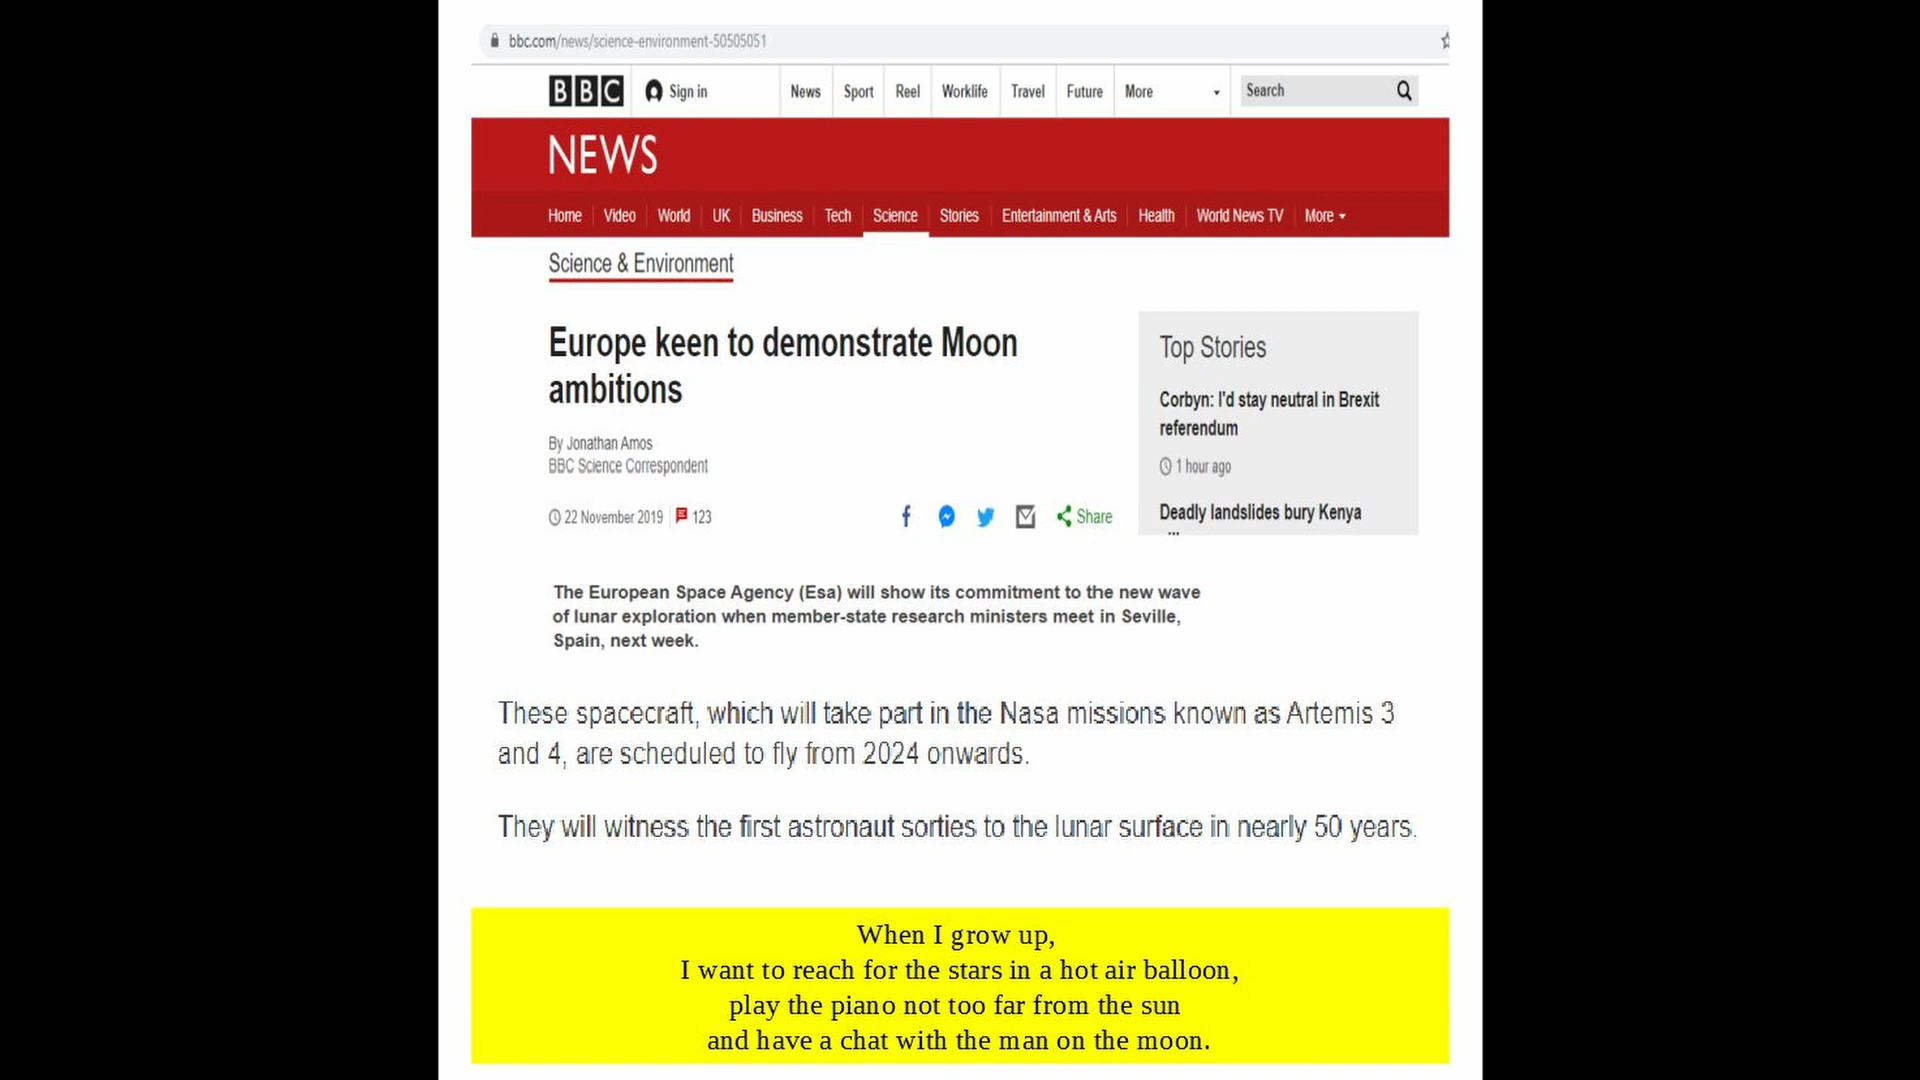 bbc.com/news/science-environment-50505051
BBC Sign in News Sport Reel Worklife Travel Future More Search
NEWS
Home Video World UK Business Tech Science Stories Entertainment & Arts Health World News TV More
Science & Environment
Europe keen to demonstrate Moon
ambitions
By Jonathan Amos
BBC Science Correspondent
22 November 2019 123 Share
Top Stories
Corbyn: I'd stay neutral in Brexit
referendum
1 hour ago
Deadly landslides bury Kenya
The European Space Agency (Esa) will show its commitment to the new wave
of lunar exploration when member-state research ministers meet in Seville,
Spain, next week.
These spacecraft, which will take part in the Nasa missions known as Artemis 3
and 4, are scheduled to fly from 2024 onwards.
They will witness the first astronaut sorties to the lunar surface in nearly 50 years.
When I grow up,
I want to reach for the stars in a hot air balloon,
play the piano not too far from the sun
and have a chat with the man on the moon.